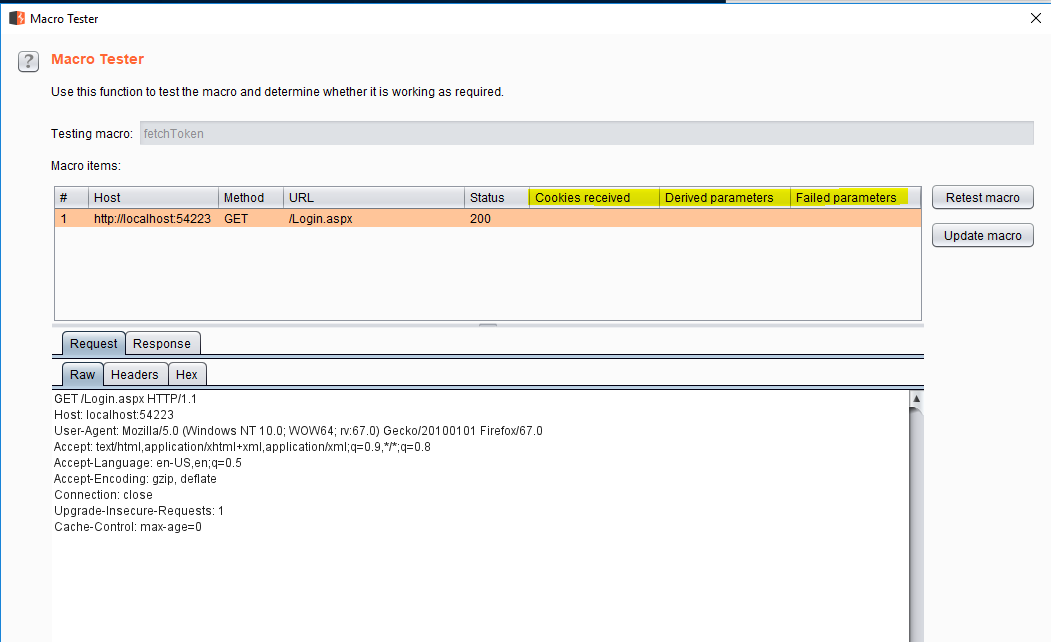 Macro Tester
?
Macro Tester
Use this function to test the macro and determine whether it is working as required.
Testing macro: fetchToken
Macro items:
# Host Method URL Status Cookies received Derived parameters Failed parameters
1 http://localhost:54223 GET /Login.aspx 200
Retest macro
Update macro
Request Response
Raw Headers Hex
GET /Login.aspx HTTP/1.1
Host: localhost:54223
User-Agent: Mozilla/5.0 (Windows NT 10.0; WOW64; rv:67.0) Gecko/20100101 Firefox/67.0
Accept: text/html,application/xhtml+xml,application/xml;q=0.9,*/*;q=0.8
Accept-Language: en-US,en;q=0.5
Accept-Encoding: gzip, deflate
Connection: close
Upgrade-Insecure-Requests: 1
Cache-Control: max-age=0